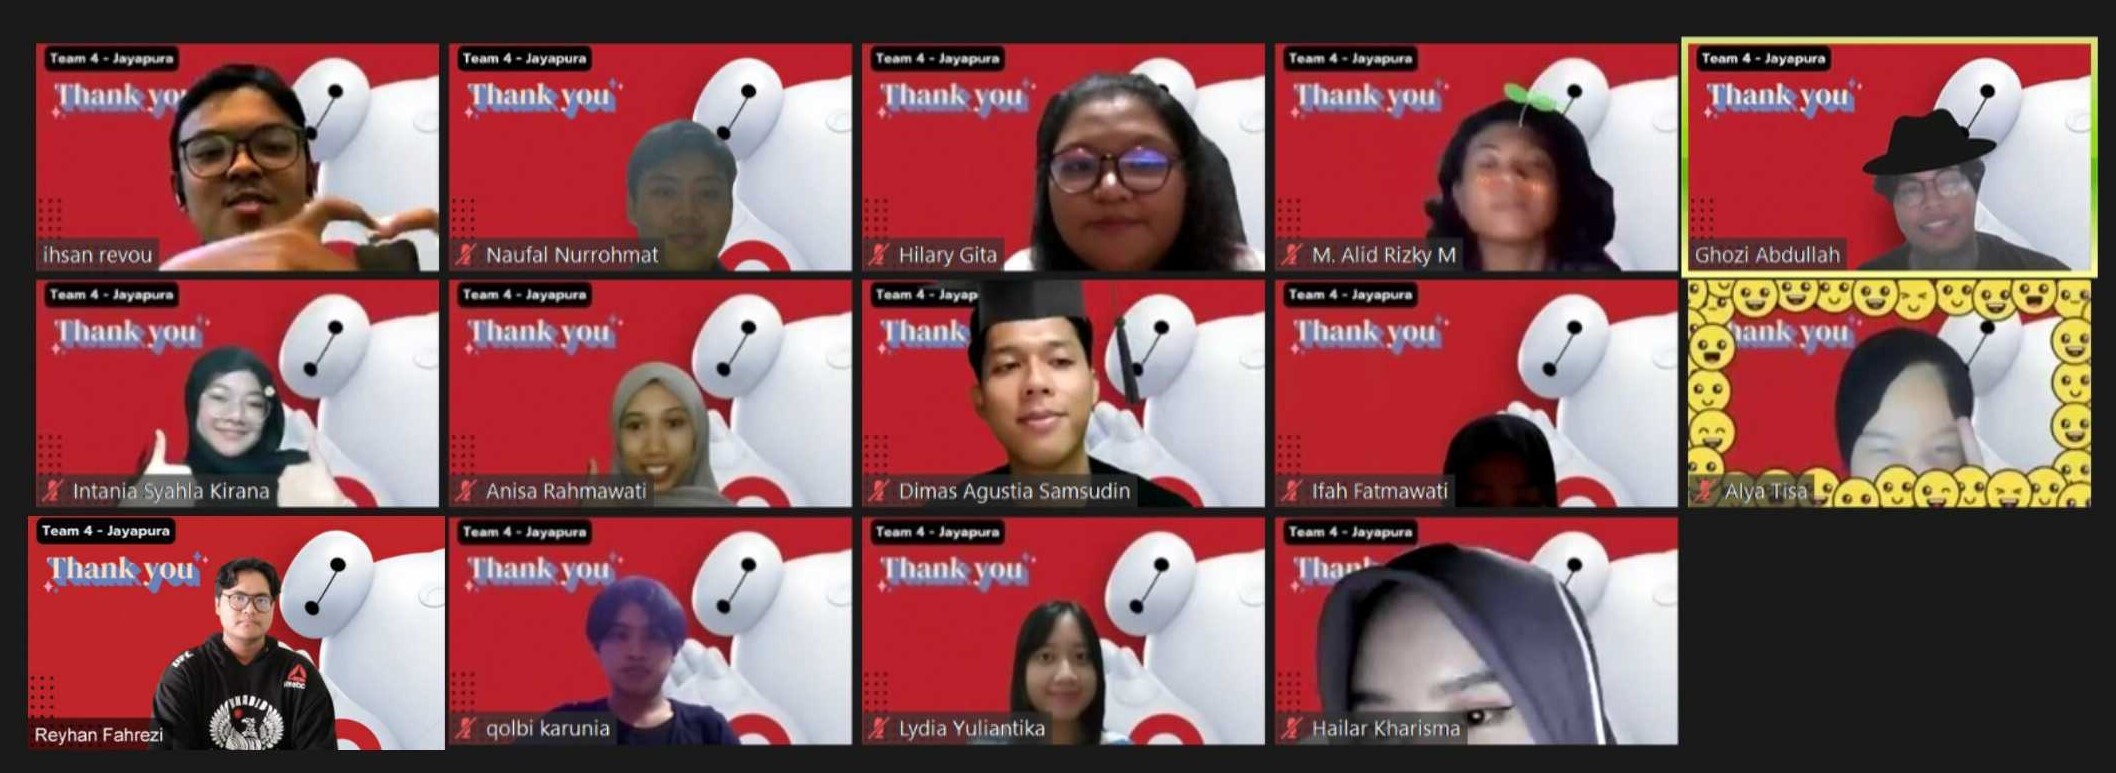 Team 4 - Jayapura
Thank yo
ihsan revou
Team 4 - Jayapura
Thank you
Naufal Nurrohmat
Team 4 - Jayapura
Thank you
Hilary Gita
Team 4 - Jayapura
Thank you
M. Alid Rizky M
Team 4 - Jayapura
Thank you
Ghozi Abdullah
Team 4 - Jayapura
Thank you
Intania Syahla Kirana
Team 4 - Jayapura
Thank you
Anisa Rahmawati
Team 4 - Jayap
Thank
Dimas Agustia Samsudin
Team 4 - Jayapura
Thank you
Ifah Fatmawati
hank you
Alya Tisa
Team 4 - Jayapura
Thank you
UFC
Reyhan Fahrezi
Team 4 - Jayapura
Thank you
qolbi karunia
Team 4 - Jayapura
Thank you
Lydia Yuliantika
Team 4 - Jayapura
Than
Hailar Kharisma